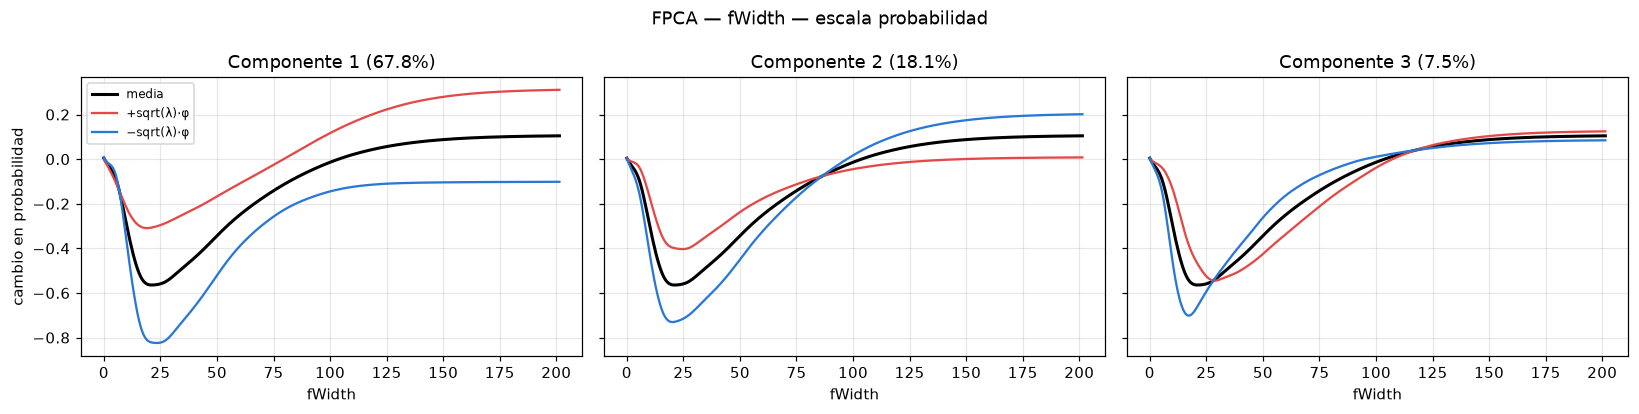 FPCA — fWidth — escala probabilidad
Componente 1 (67.8%)
Componente 2 (18.1%)
Componente 3 (7.5%)
media
+sqrt(λ)·φ
−sqrt(λ)·φ
cambio en probabilidad
0.2
0.0
−0.2
−0.4
−0.6
−0.8
0 25 50 75 100 125 150 175 200
0 25 50 75 100 125 150 175 200
0 25 50 75 100 125 150 175 200
fWidth
fWidth
fWidth